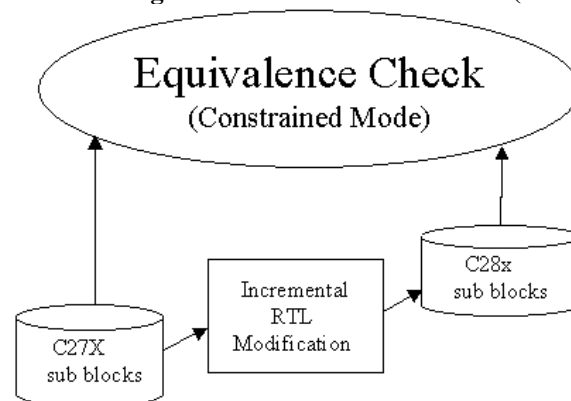 Equivalence Check
(Constrained Mode)
C28x
sub blocks
Incremental
RTL
Modification
C27X
sub blocks